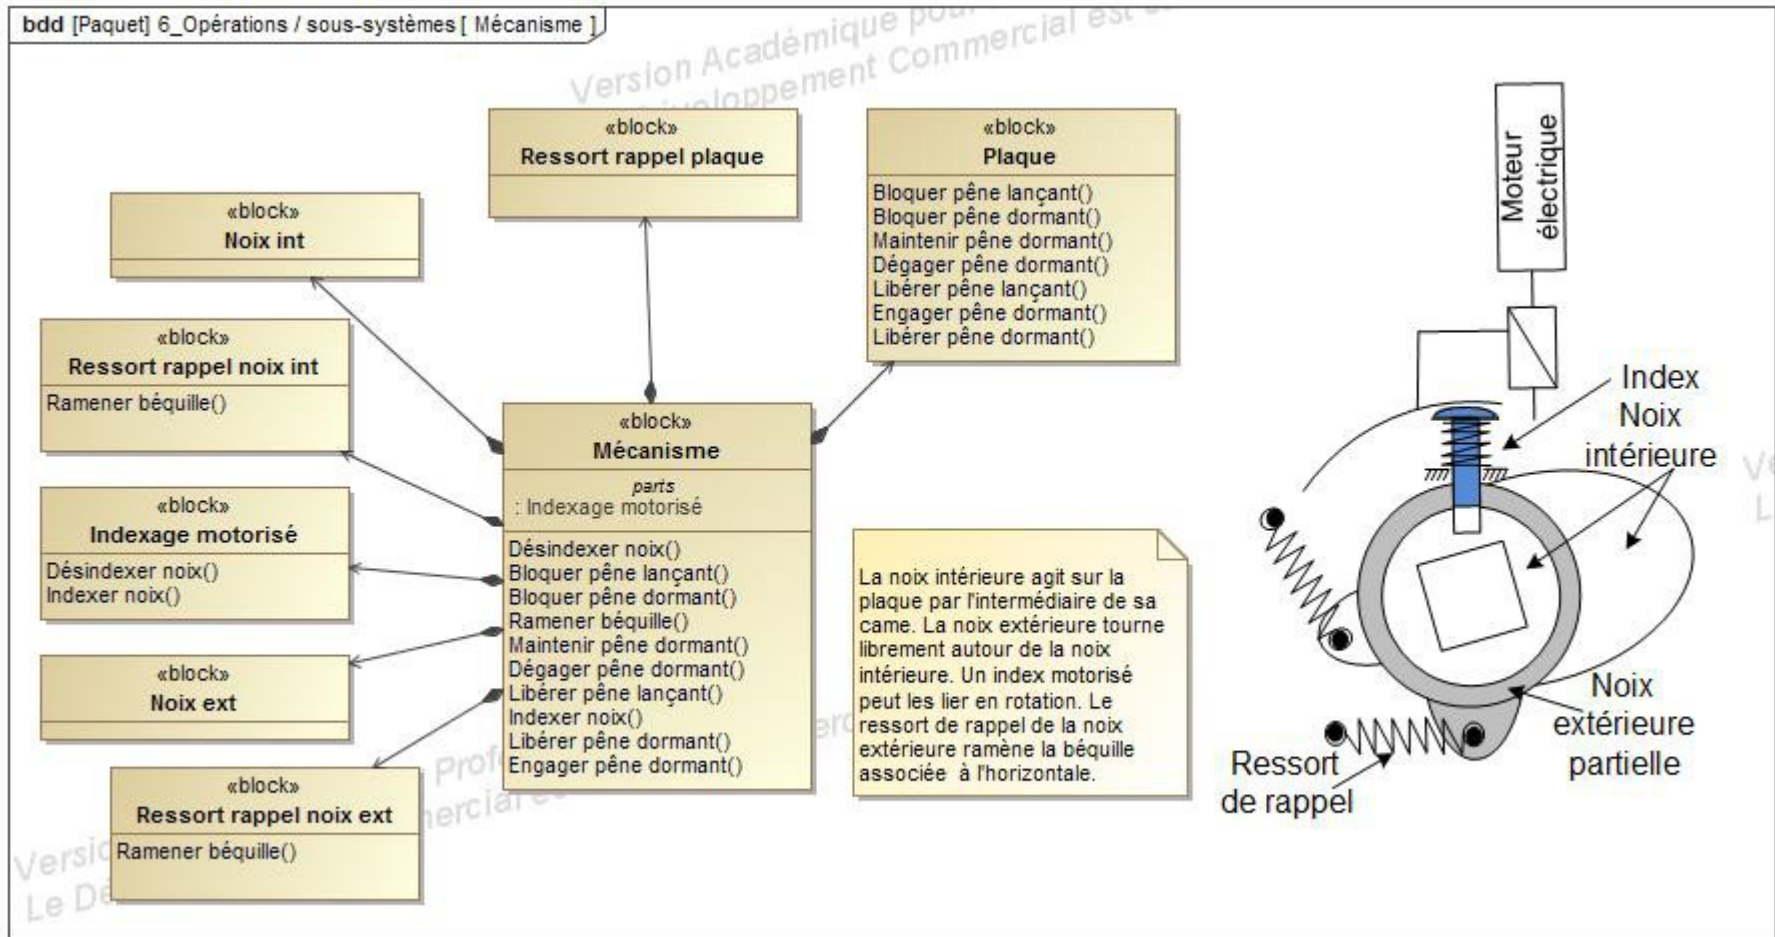 bdd [Paquet] 6_Opérations / sous-systèmes [ Mécanisme ]
Version Académique pour
Développement Commercial est
«block»
Ressort rappel plaque
«block»
Plaque
Bloquer pêne lançant()
Bloquer pêne dormant()
Maintenir pêne dormant()
Dégager pêne dormant()
Libérer pêne lançant()
Engager pêne dormant()
Libérer pêne dormant()
«block»
Noix int
«block»
Ressort rappel noix int
Ramener béquille()
«block»
Indexage motorisé
Désindexer noix()
Indexer noix()
«block»
Noix ext
«block»
Ressort rappel noix ext
Ramener béquille()
«block»
Mécanisme
parts
: Indexage motorisé
Désindexer noix()
Bloquer pêne lançant()
Bloquer pêne dormant()
Ramener béquille()
Maintenir pêne dormant()
Dégager pêne dormant()
Libérer pêne lançant()
Indexer noix()
Libérer pêne dormant()
Engager pêne dormant()
La noix intérieure agit sur la
plaque par l'intermédiaire de sa
came. La noix extérieure tourne
librement autour de la noix
intérieure. Un index motorisé
peut les lier en rotation. Le
ressort de rappel de la noix
extérieure ramène la béquille
associée à l'horizontale.
Moteur
électrique
Index
Noix
intérieure
Noix
extérieure
partielle
Ressort
de rappel
Le